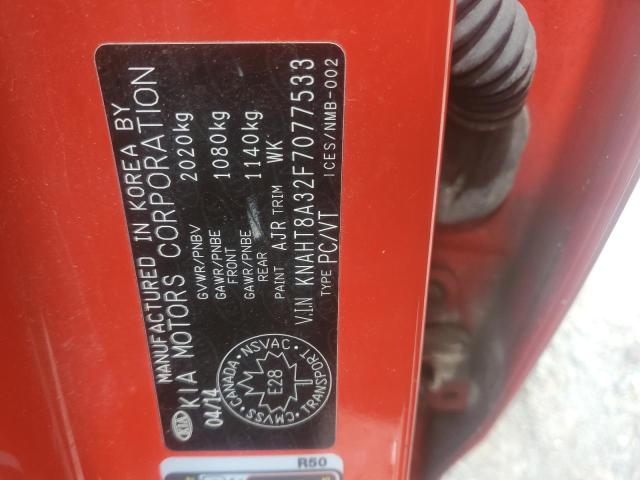 MANUFACTURED IN KOREA BY
KIA KIA MOTORS CORPORATION
04/14
GVWR/PNBV 2020kg
GAWR/PNBE FRONT 1080kg
GAWR/PNBE REAR 1140kg
PAINT AJR TRIM WK
V.I.N KNAHT8A32F7077533
TYPE PC/VT ICES/NMB-002
CANADA • NSVAC • TRANSPORT • CMVSS •
E28
R50